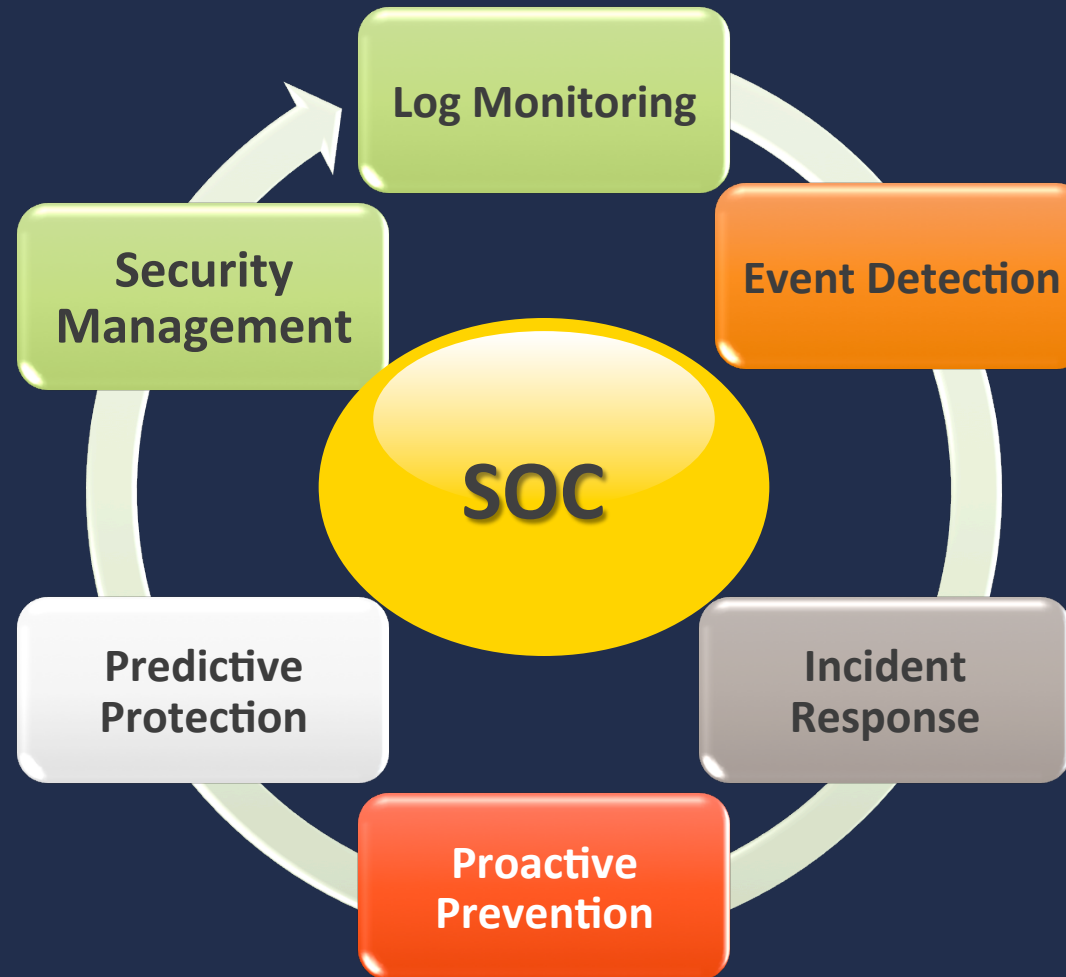 Log Monitoring
Event Detection
Incident
Response
Proactive
Prevention
Predictive
Protection
Security
Management
SOC